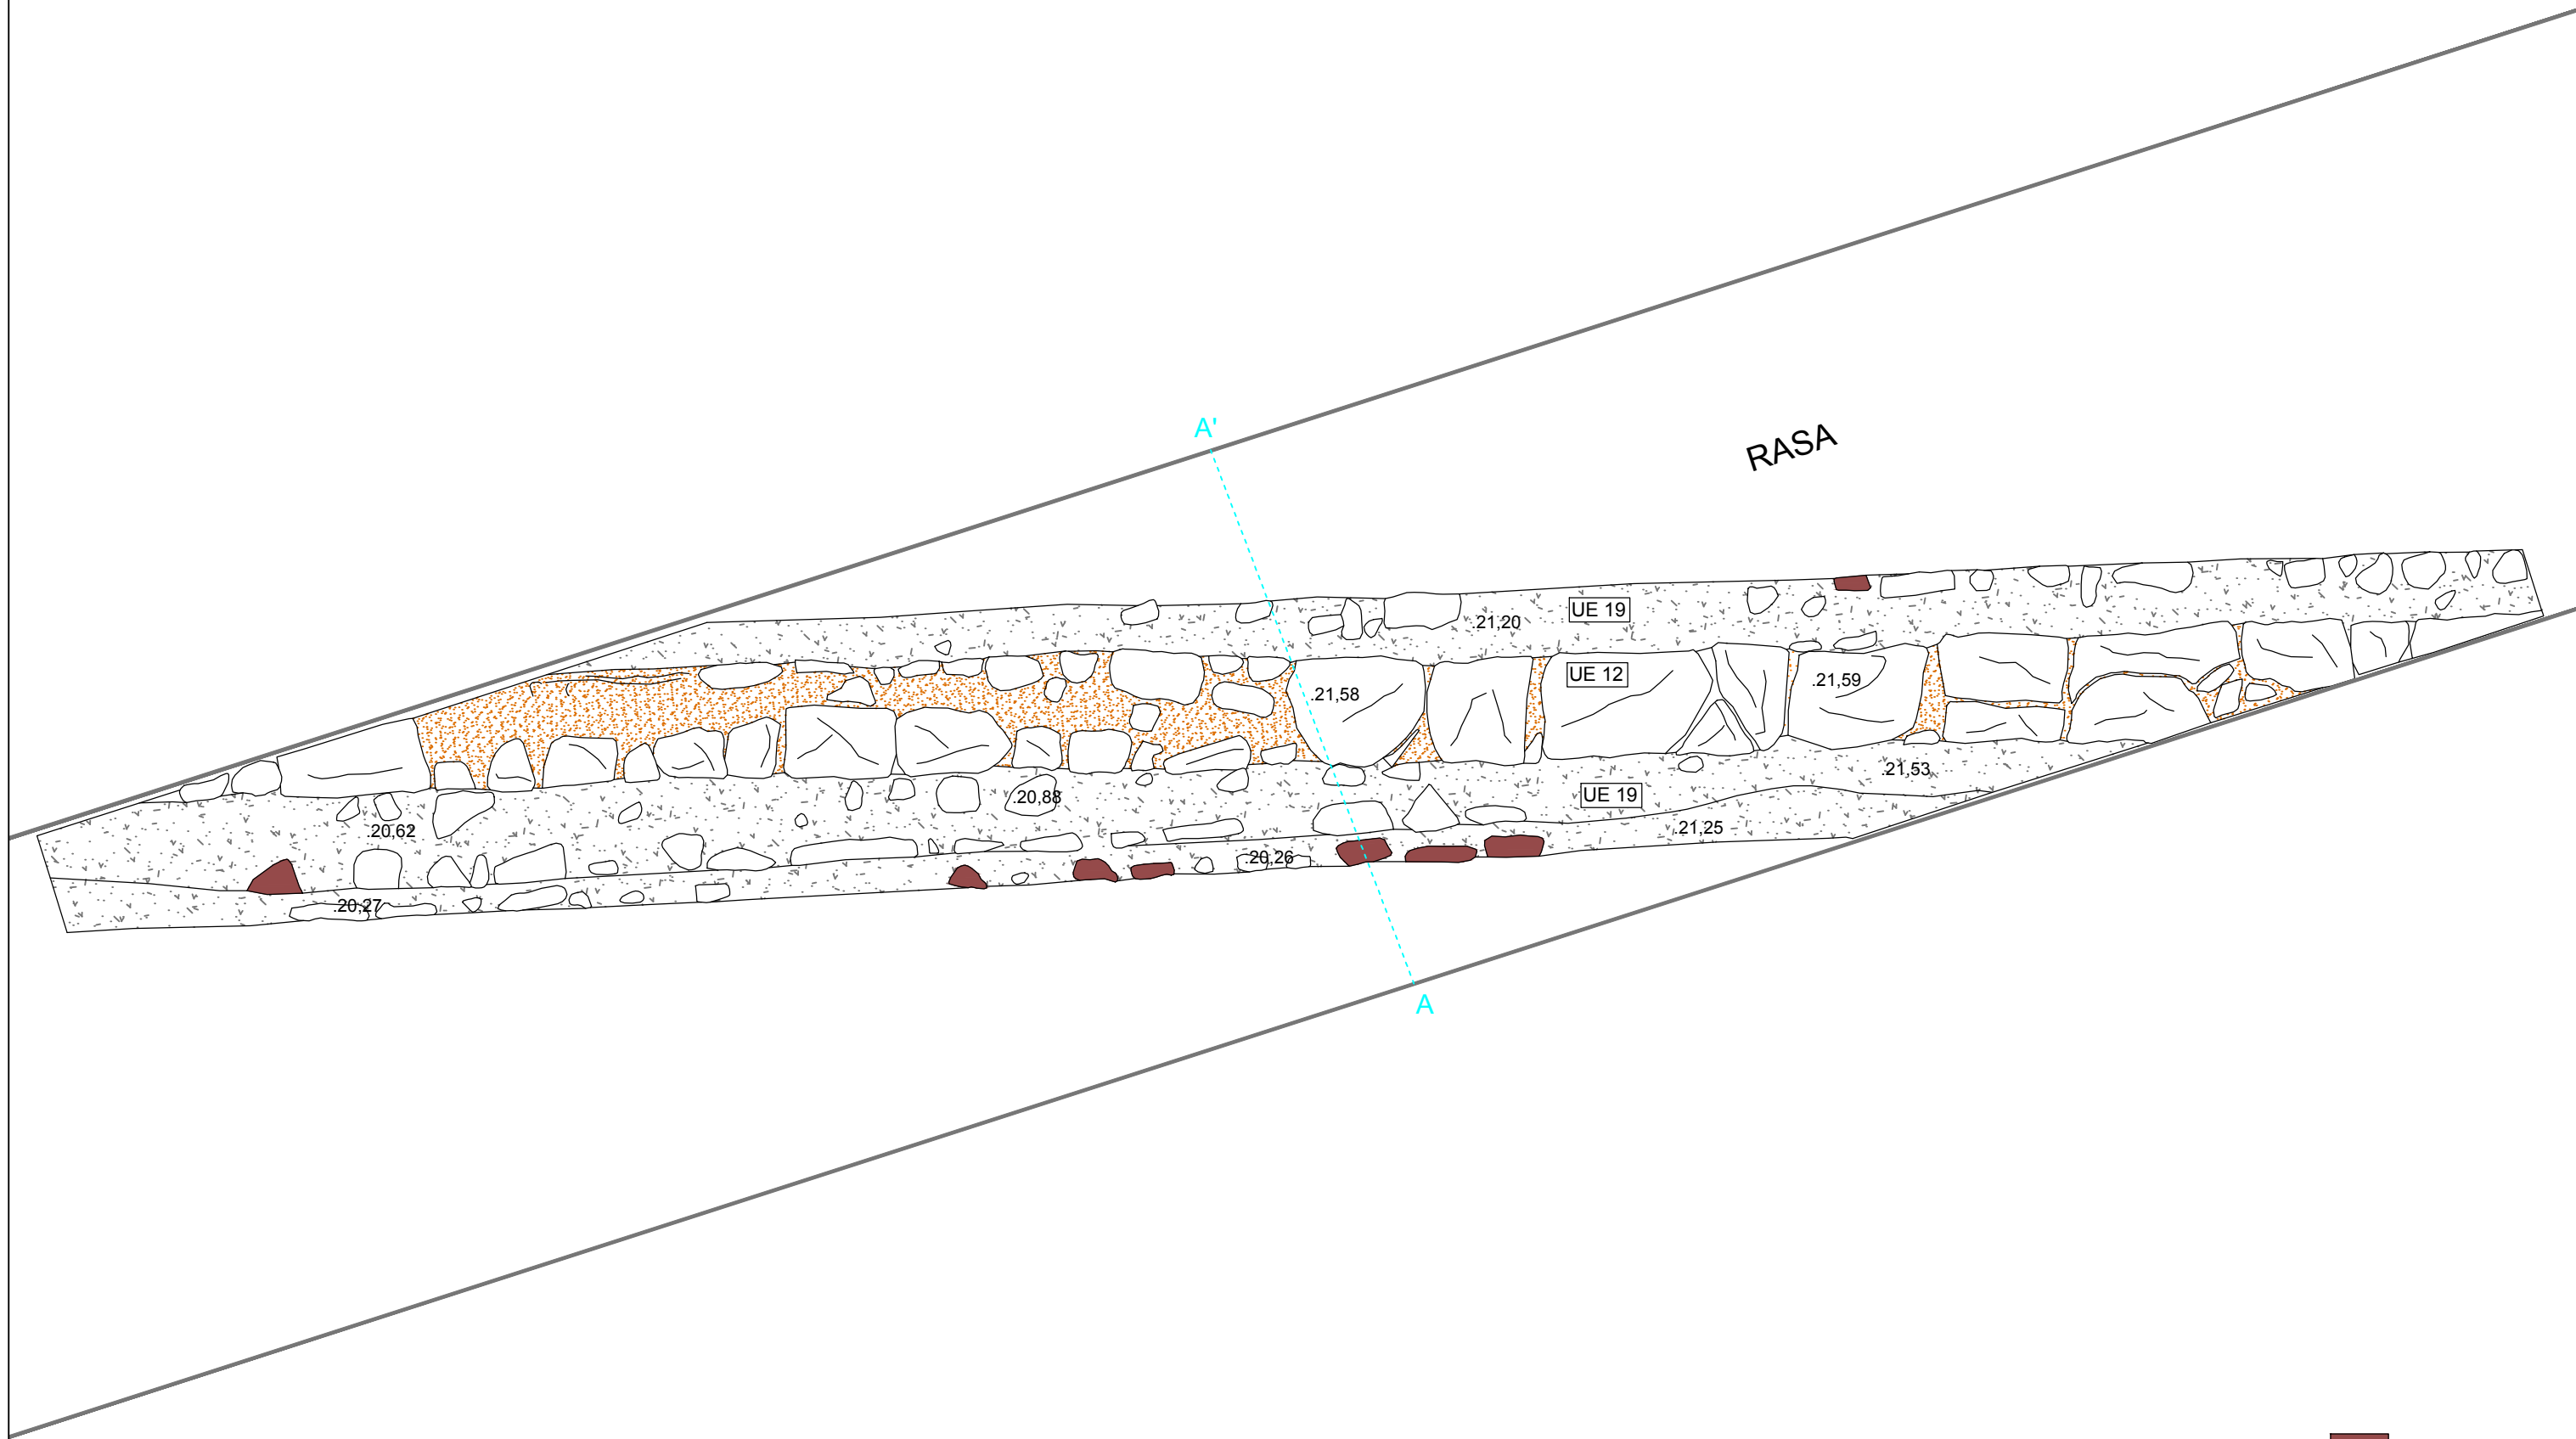 A'
RASA
.21,20
UE 19
UE 12
.21,58
.21,59
.21,53
.20,88
UE 19
.20,62
.21,25
.20,26
.20,27
A